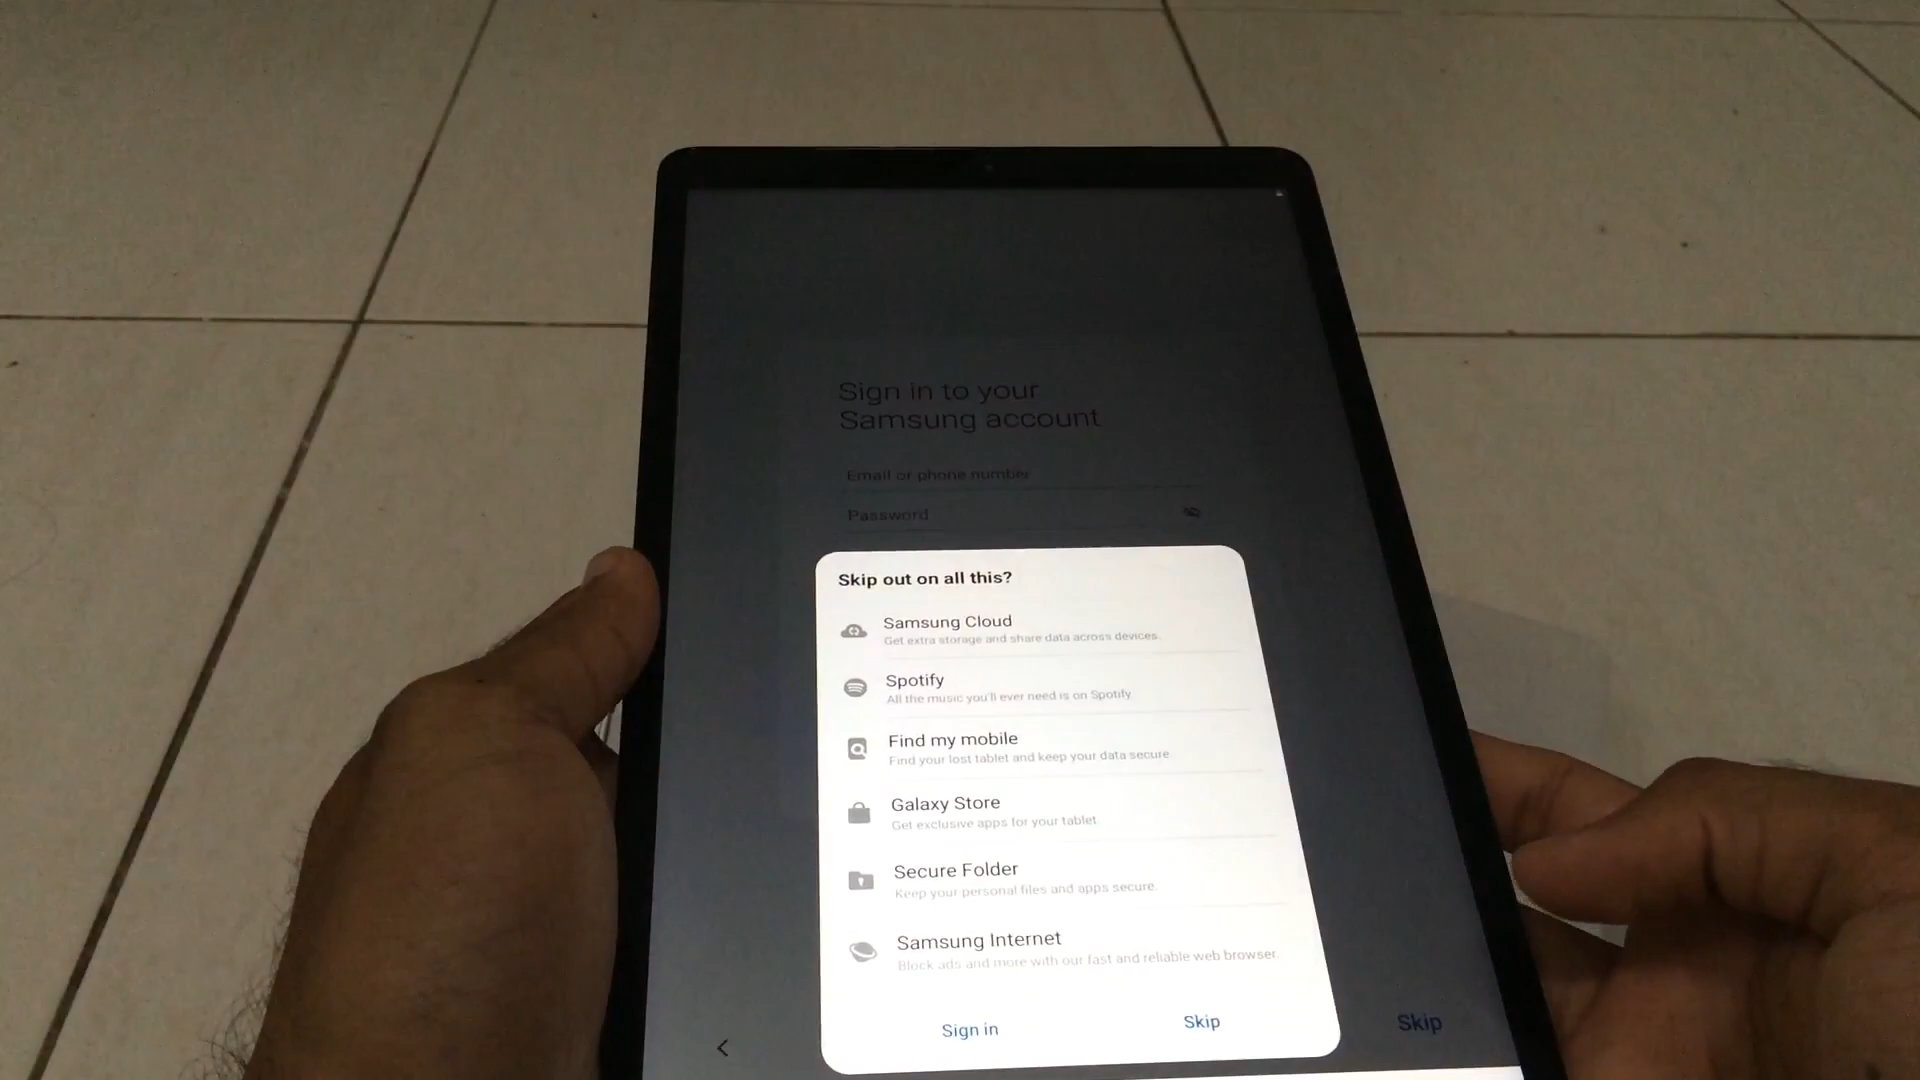 Sign in to your
Samsung account
Email or phone number
Password
Skip out on all this?
Samsung Cloud
Get extra storage and share data across devices.
Spotify
All the music you'll ever need is on Spotify
Find my mobile
Find your lost tablet and keep your data secure.
Galaxy Store
Get exclusive apps for your tablet.
Secure Folder
Keep your personal files and apps secure.
Samsung Internet
Block ads and more with our fast and reliable web browser.
Sign in
Skip
Skip